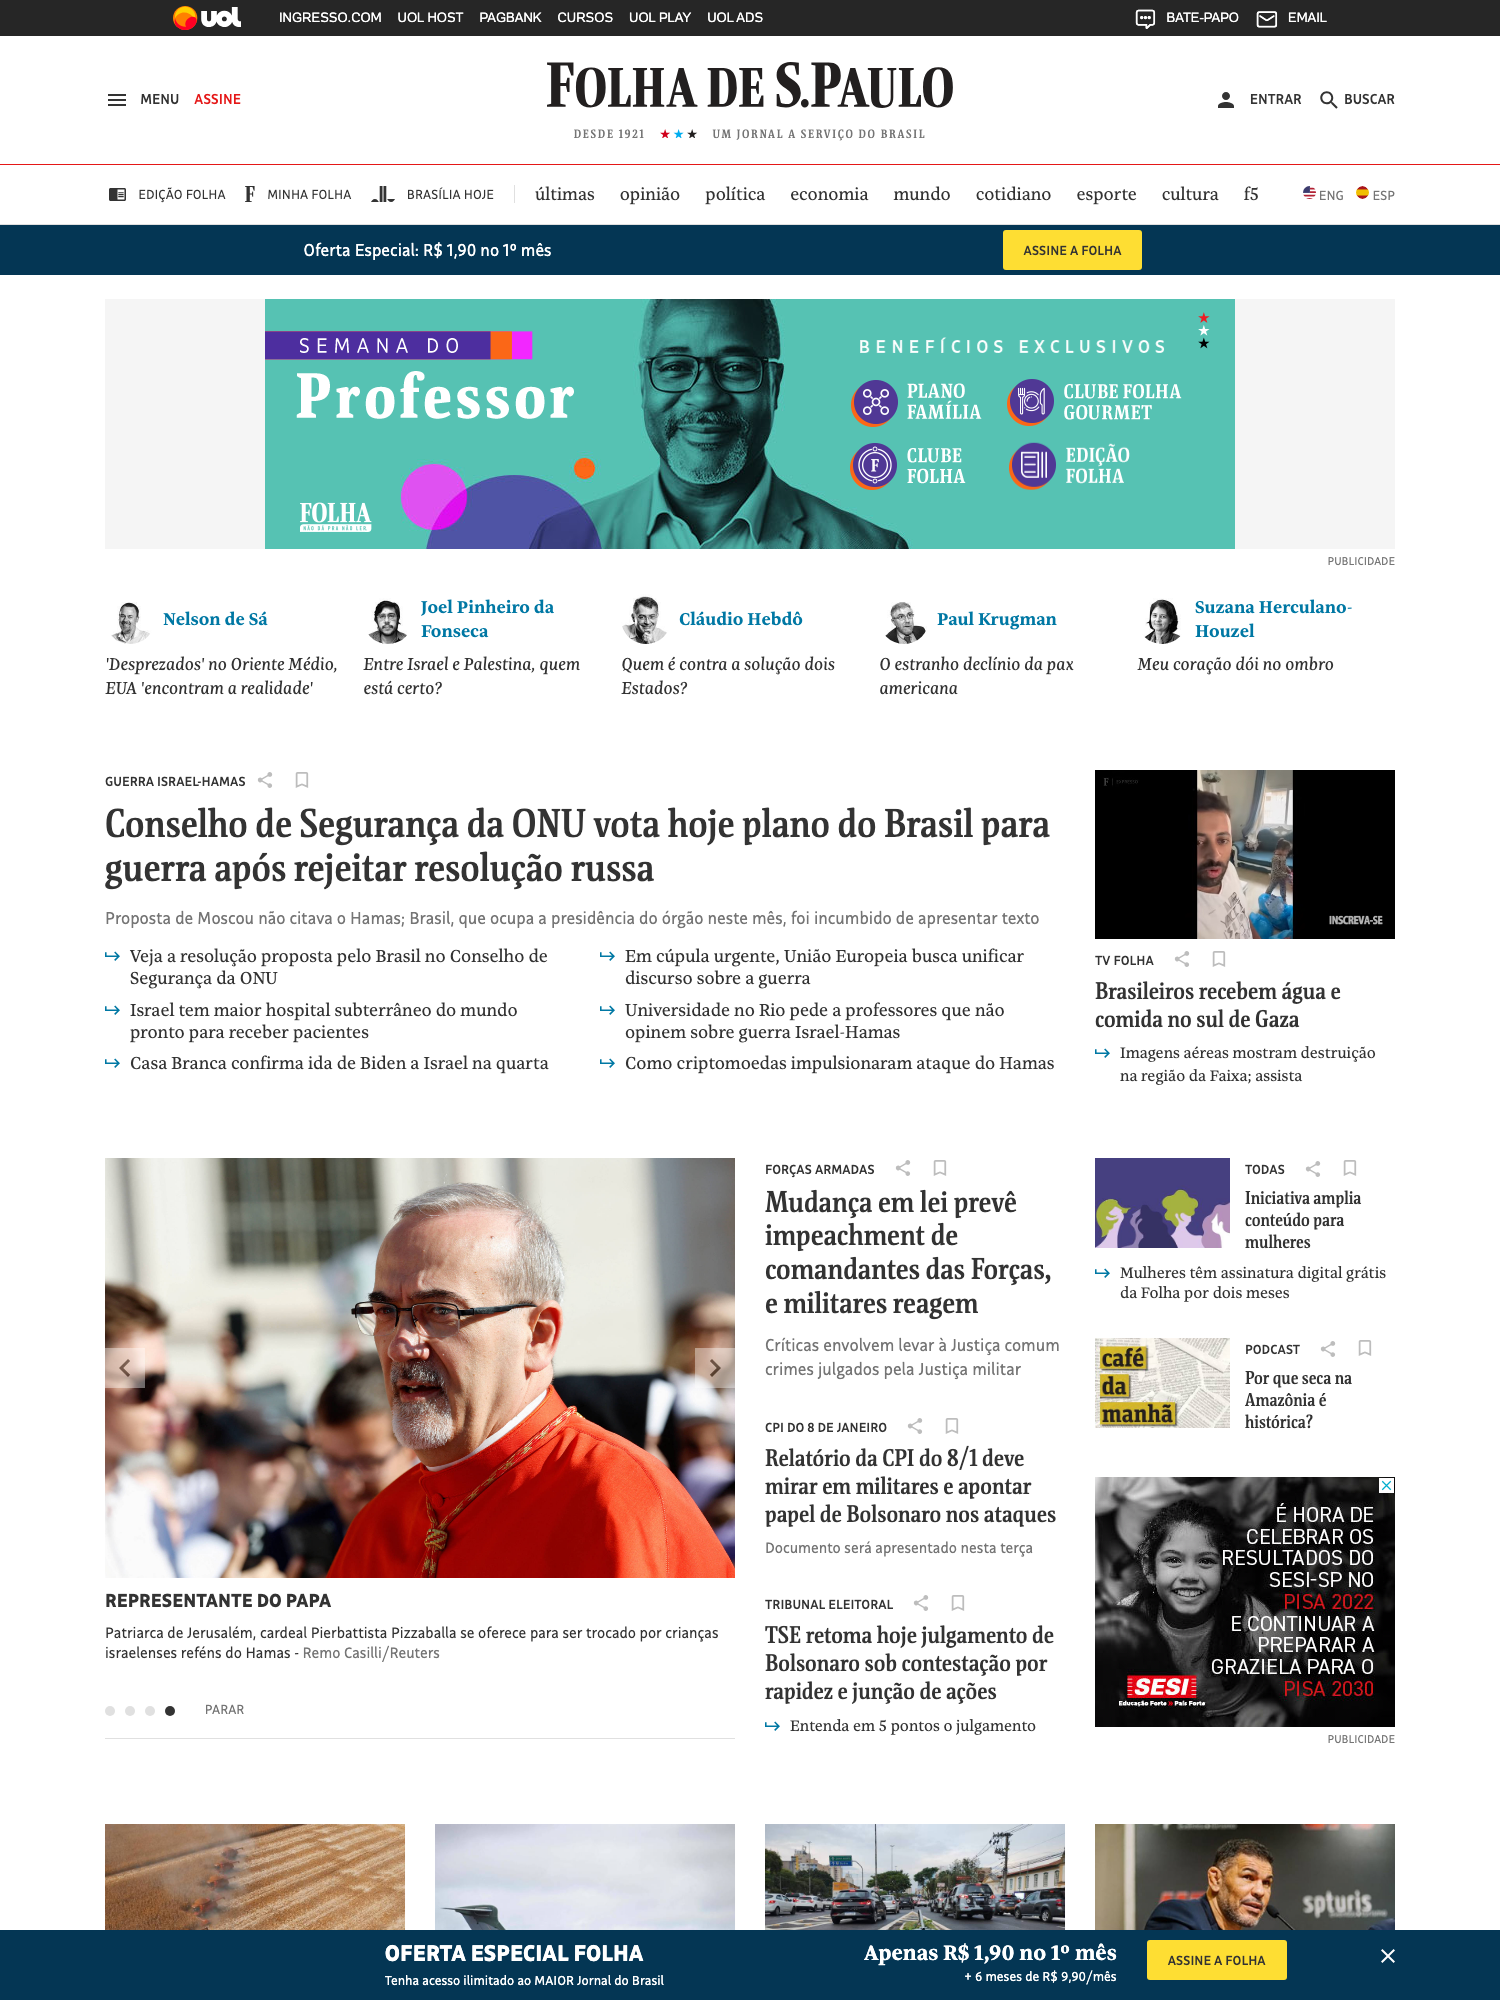 uol INGRESSO.COM UOL HOST PAGBANK CURSOS UOL PLAY UOL ADS BATE-PAPO EMAIL
MENU ASSINE FOLHA DE S.PAULO ENTRAR BUSCAR
DESDE 1921 ★★★ UM JORNAL A SERVIÇO DO BRASIL
EDIÇÃO FOLHA F MINHA FOLHA BRASÍLIA HOJE últimas opinião política economia mundo cotidiano esporte cultura f5 ENG ESP
Oferta Especial: R$ 1,90 no 1º mês ASSINE A FOLHA
SEMANA DO
Professor
FOLHA
NÃO DÁ PRA NÃO LER
BENEFÍCIOS EXCLUSIVOS
PLANO
FAMÍLIA
CLUBE FOLHA
GOURMET
F
CLUBE
FOLHA
EDIÇÃO
FOLHA
PUBLICIDADE
Nelson de Sá
'Desprezados' no Oriente Médio,
EUA 'encontram a realidade'
Joel Pinheiro da
Fonseca
Entre Israel e Palestina, quem
está certo?
Cláudio Hebdô
Quem é contra a solução dois
Estados?
Paul Krugman
O estranho declínio da pax
americana
Suzana Herculano-
Houzel
Meu coração dói no ombro
GUERRA ISRAEL-HAMAS
Conselho de Segurança da ONU vota hoje plano do Brasil para
guerra após rejeitar resolução russa
Proposta de Moscou não citava o Hamas; Brasil, que ocupa a presidência do órgão neste mês, foi incumbido de apresentar texto
Veja a resolução proposta pelo Brasil no Conselho de
Segurança da ONU
Israel tem maior hospital subterrâneo do mundo
pronto para receber pacientes
Casa Branca confirma ida de Biden a Israel na quarta
Em cúpula urgente, União Europeia busca unificar
discurso sobre a guerra
Universidade no Rio pede a professores que não
opinem sobre guerra Israel-Hamas
Como criptomoedas impulsionaram ataque do Hamas
INSCREVA-SE
TV FOLHA
Brasileiros recebem água e
comida no sul de Gaza
Imagens aéreas mostram destruição
na região da Faixa; assista
REPRESENTANTE DO PAPA
Patriarca de Jerusalém, cardeal Pierbattista Pizzaballa se oferece para ser trocado por crianças
israelenses reféns do Hamas - Remo Casilli/Reuters
PARAR
FORÇAS ARMADAS
Mudança em lei prevê
impeachment de
comandantes das Forças,
e militares reagem
Críticas envolvem levar à Justiça comum
crimes julgados pela Justiça militar
CPI DO 8 DE JANEIRO
Relatório da CPI do 8/1 deve
mirar em militares e apontar
papel de Bolsonaro nos ataques
Documento será apresentado nesta terça
TRIBUNAL ELEITORAL
TSE retoma hoje julgamento de
Bolsonaro sob contestação por
rapidez e junção de ações
Entenda em 5 pontos o julgamento
TODAS
Iniciativa amplia
conteúdo para
mulheres
Mulheres têm assinatura digital grátis
da Folha por dois meses
café
da
manhã
PODCAST
Por que seca na
Amazônia é
histórica?
É HORA DE
CELEBRAR OS
RESULTADOS DO
SESI-SP NO
PISA 2022
E CONTINUAR A
PREPARAR A
GRAZIELA PARA O
PISA 2030
SESI
Educação Forte País Forte
PUBLICIDADE
spturis
OFERTA ESPECIAL FOLHA
Tenha acesso ilimitado ao MAIOR Jornal do Brasil
Apenas R$ 1,90 no 1º mês
+ 6 meses de R$ 9,90/mês
ASSINE A FOLHA